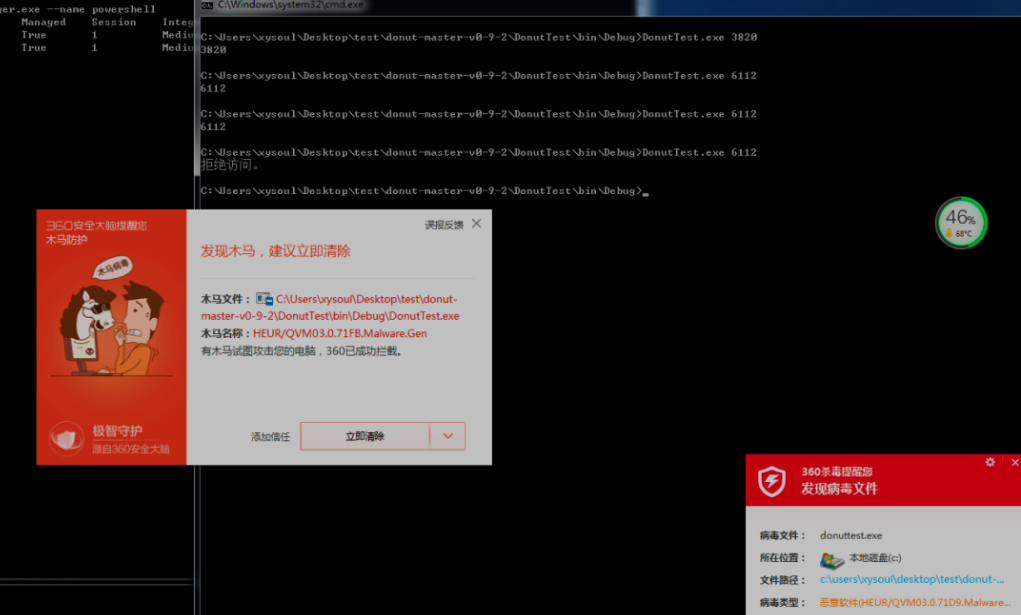 ger.exe --name powershell
Managed Session Integ
True 1 Mediu
True 1 Mediu
C:\Windows\system32\cmd.exe
C:\Users\xysoul\Desktop\test\donut-master-v0-9-2\DonutTest\bin\Debug>DonutTest.exe 3820
3820
C:\Users\xysoul\Desktop\test\donut-master-v0-9-2\DonutTest\bin\Debug>DonutTest.exe 6112
6112
C:\Users\xysoul\Desktop\test\donut-master-v0-9-2\DonutTest\bin\Debug>DonutTest.exe 6112
6112
C:\Users\xysoul\Desktop\test\donut-master-v0-9-2\DonutTest\bin\Debug>DonutTest.exe 6112
拒绝访问。
C:\Users\xysoul\Desktop\test\donut-master-v0-9-2\DonutTest\bin\Debug>_
46%
68°C
360安全大脑提醒您
木马防护
木马病毒
极智守护
源自360安全大脑
误报反馈
发现木马，建议立即清除
木马文件： C:\Users\xysoul\Desktop\test\donut-
master-v0-9-2\DonutTest\bin\Debug\DonutTest.exe
木马名称：HEUR/QVM03.0.71FB.Malware.Gen
有木马试图攻击您的电脑，360已成功拦截。
添加信任 立即清除
360杀毒提醒您
发现病毒文件
病毒文件： donuttest.exe
所在位置： 本地磁盘(c:)
文件路径： c:\users\xysoul\desktop\test\donut-...
病毒类型： 恶意软件(HEUR/QVM03.0.71D9.Malware...